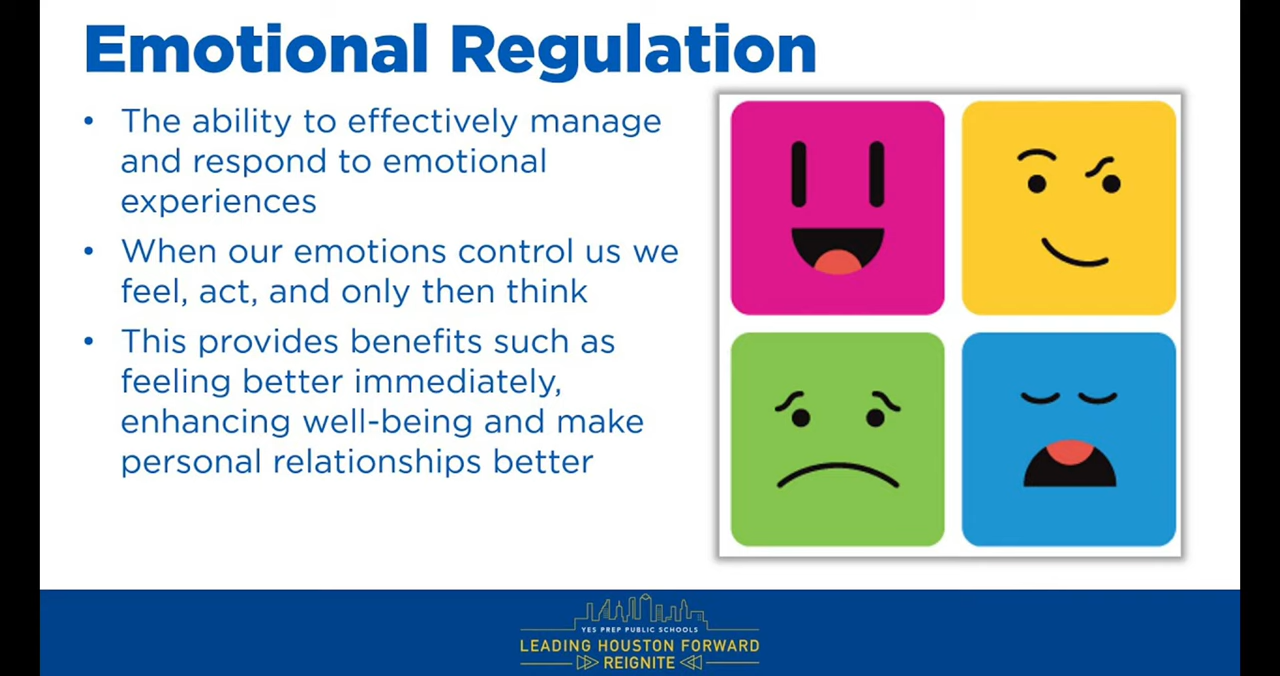 Emotional Regulation
• The ability to effectively manage
and respond to emotional
experiences
• When our emotions control us we
feel, act, and only then think
• This provides benefits such as
feeling better immediately,
enhancing well-being and make
personal relationships better
YES PREP PUBLIC SCHOOLS
LEADING HOUSTON FORWARD
REIGNITE